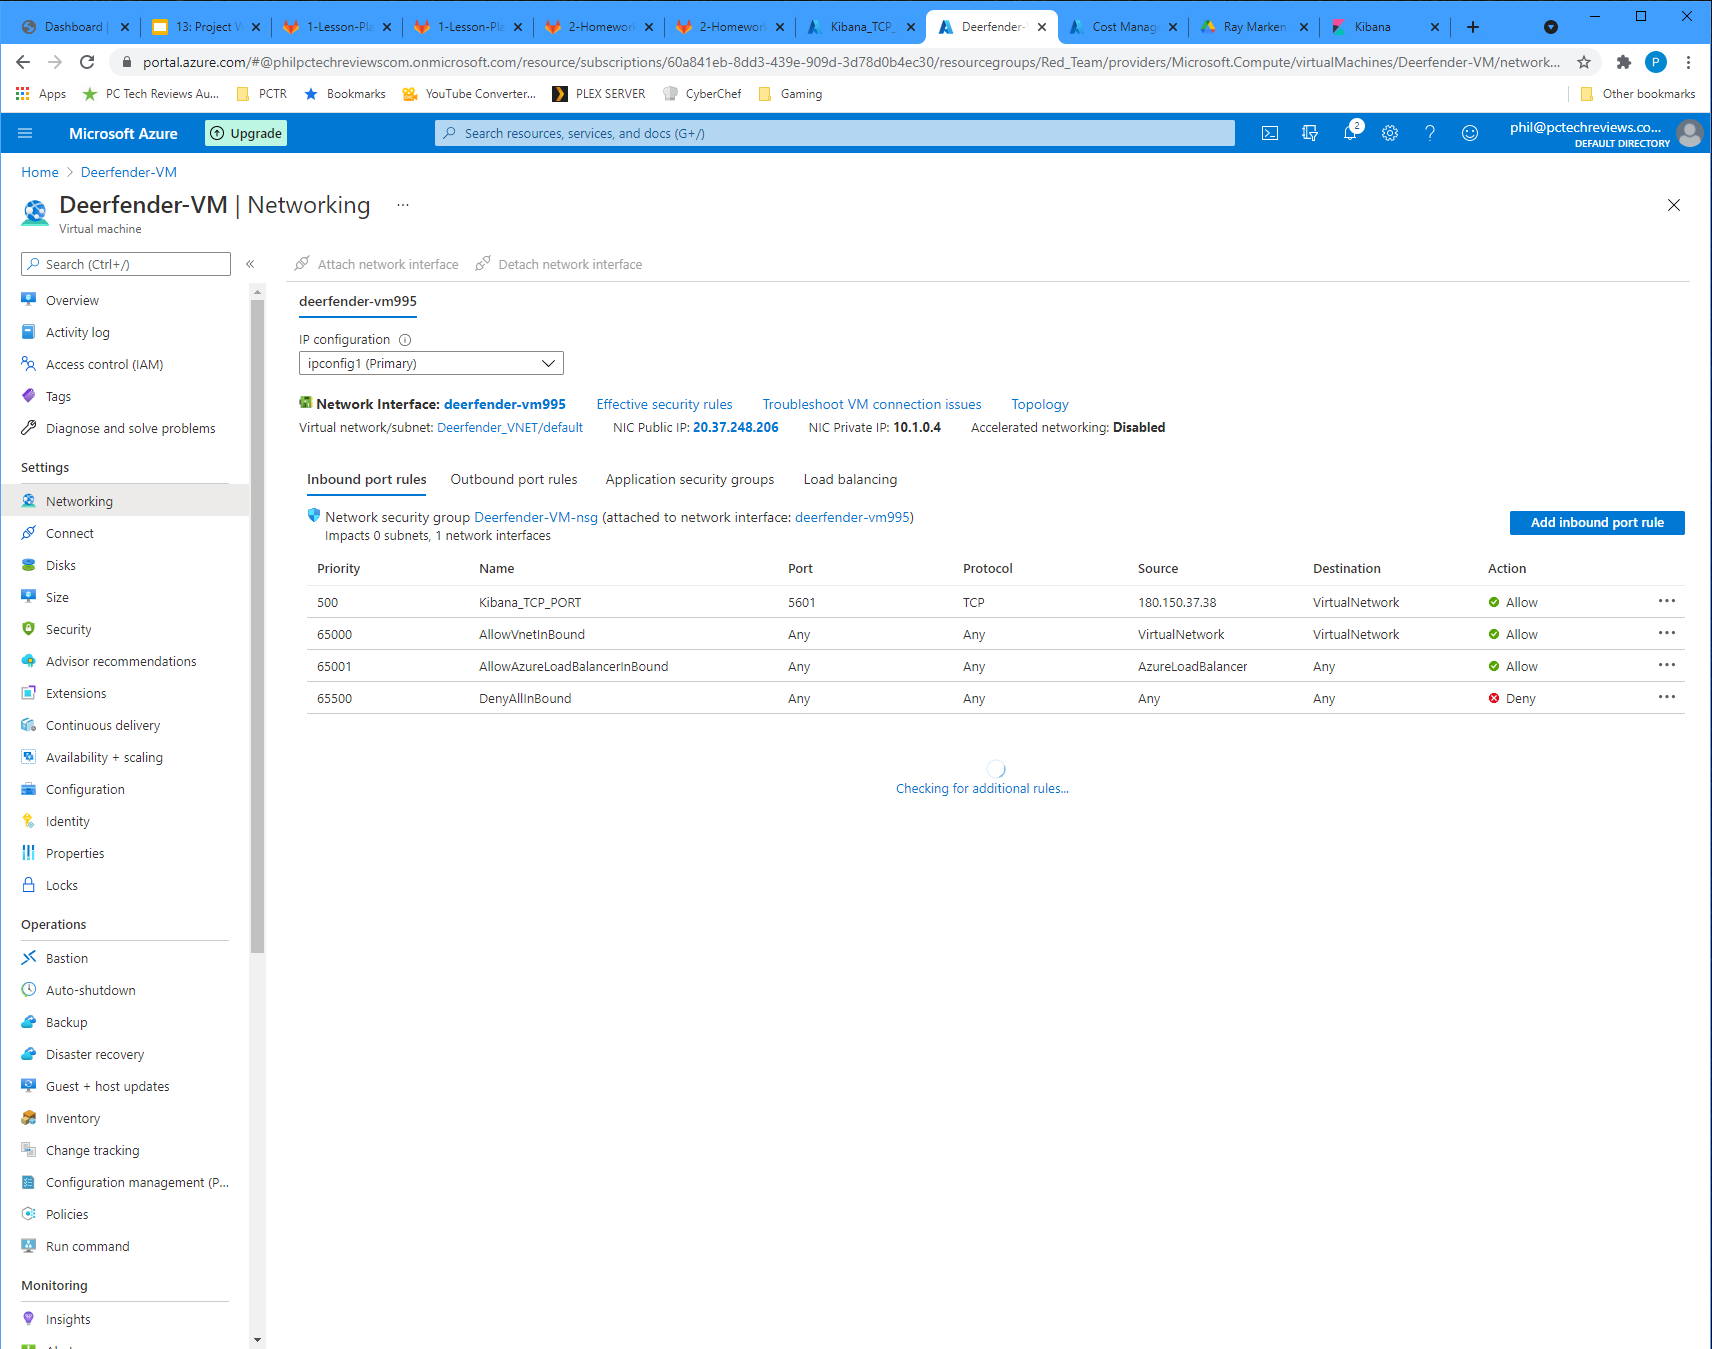 Dashboard |
13: Project W
1-Lesson-Pla
1-Lesson-Pla
2-Homework
2-Homework
Kibana_TCP_
Deerfender-
Cost Manag
Ray Marken
Kibana
portal.azure.com/#@philpctechreviewscom.onmicrosoft.com/resource/subscriptions/60a841eb-8dd3-439e-909d-3d78d0b4ec30/resourcegroups/Red_Team/providers/Microsoft.Compute/virtualMachines/Deerfender-VM/network...
P
Apps
PC Tech Reviews Au...
PCTR
Bookmarks
YouTube Converter...
PLEX SERVER
CyberChef
Gaming
Other bookmarks
Microsoft Azure
Upgrade
Search resources, services, and docs (G+/)
2
phil@pctechreviews.co...
DEFAULT DIRECTORY
Home > Deerfender-VM
Deerfender-VM | Networking ...
Virtual machine
Search (Ctrl+/)
Overview
Activity log
Access control (IAM)
Tags
Diagnose and solve problems
Settings
Networking
Connect
Disks
Size
Security
Advisor recommendations
Extensions
Continuous delivery
Availability + scaling
Configuration
Identity
Properties
Locks
Operations
Bastion
Auto-shutdown
Backup
Disaster recovery
Guest + host updates
Inventory
Change tracking
Configuration management (P...
Policies
Run command
Monitoring
Insights
Attach network interface Detach network interface
deerfender-vm995
IP configuration
ipconfig1 (Primary)
Network Interface: deerfender-vm995 Effective security rules Troubleshoot VM connection issues Topology
Virtual network/subnet: Deerfender_VNET/default NIC Public IP: 20.37.248.206 NIC Private IP: 10.1.0.4 Accelerated networking: Disabled
Inbound port rules Outbound port rules Application security groups Load balancing
Network security group Deerfender-VM-nsg (attached to network interface: deerfender-vm995)
Impacts 0 subnets, 1 network interfaces
Add inbound port rule
Priority Name Port Protocol Source Destination Action
500 Kibana_TCP_PORT 5601 TCP 180.150.37.38 VirtualNetwork Allow
65000 AllowVnetInBound Any Any VirtualNetwork VirtualNetwork Allow
65001 AllowAzureLoadBalancerInBound Any Any AzureLoadBalancer Any Allow
65500 DenyAllInBound Any Any Any Any Deny
Checking for additional rules...